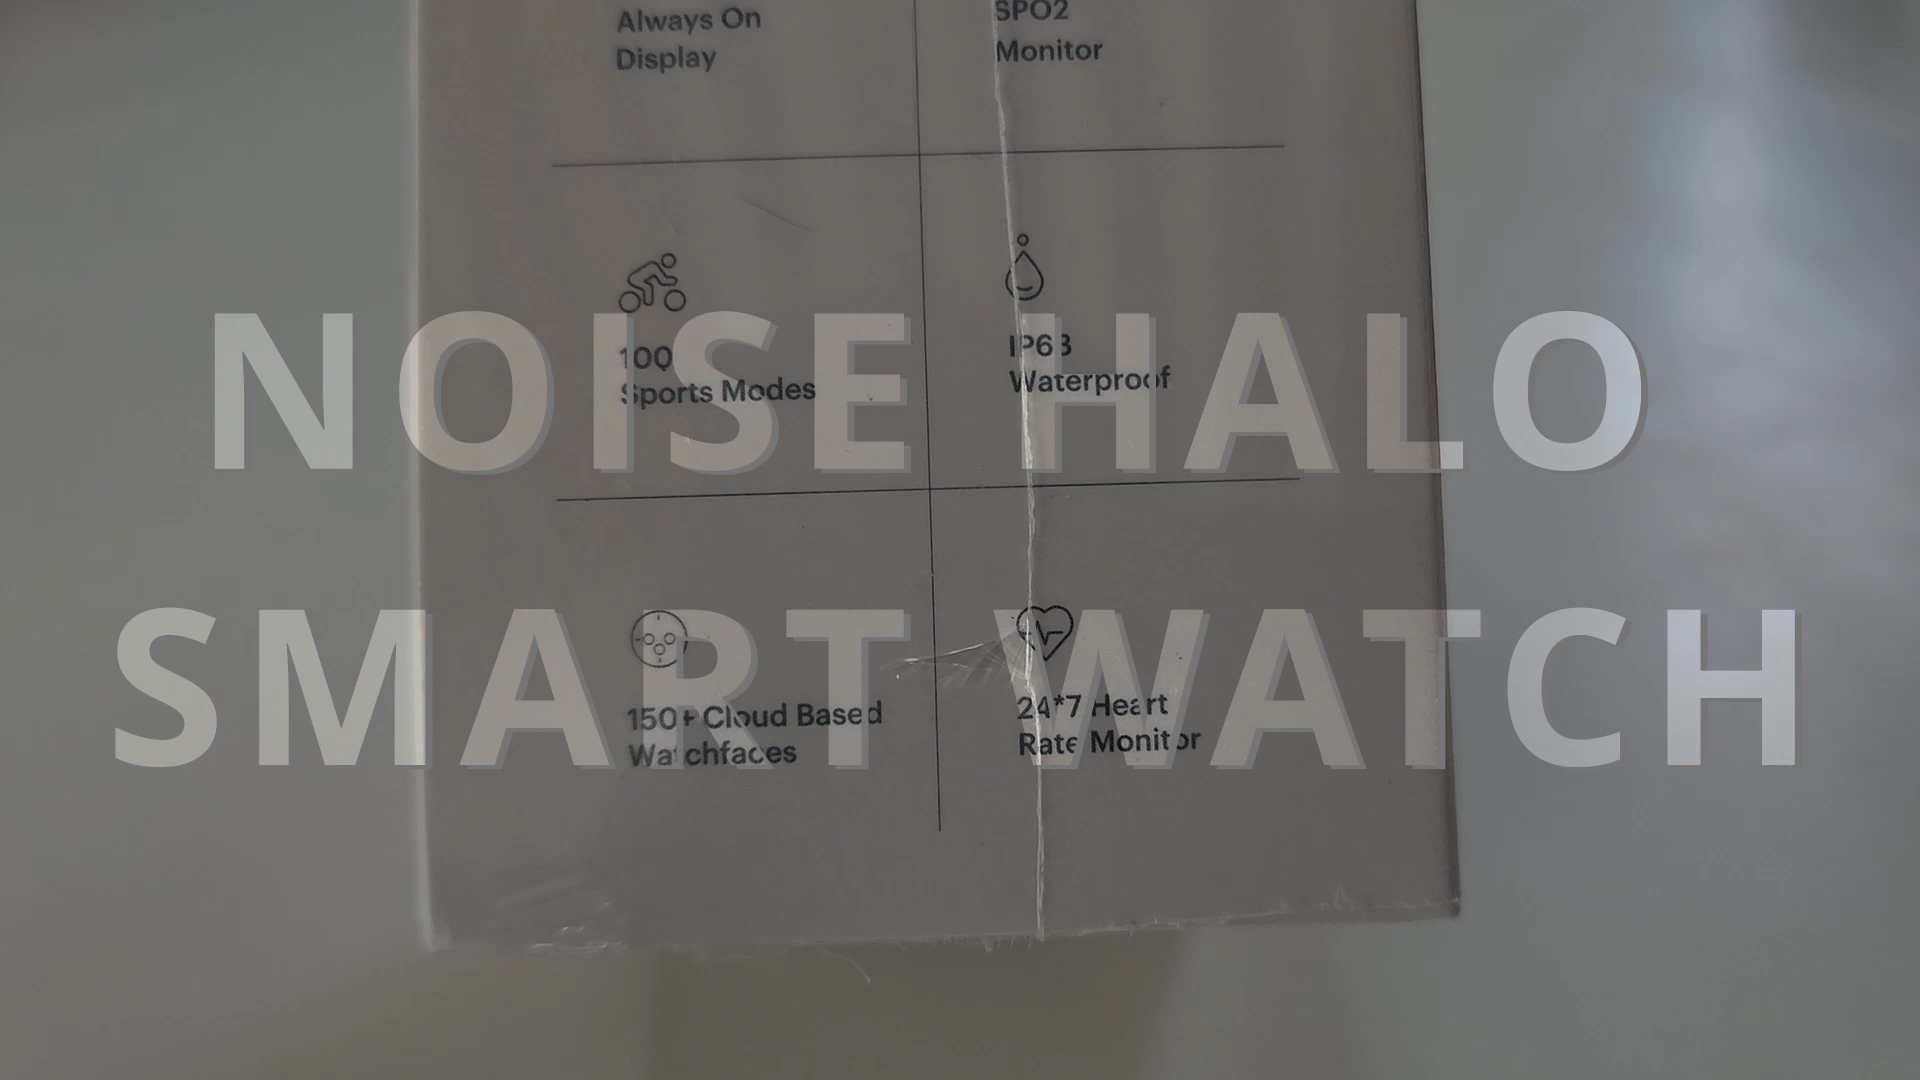 Always On
Display
SPO2
Monitor
100
Sports Modes
IP68
Waterproof
NOISE HALO
SMART WATCH
150+ Cloud Based
Watchfaces
24*7 Heart
Rate Monitor